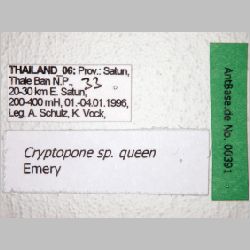 THAILAND 06: Prov.: Satun,
Thale Ban N.P., 33
20-30 km E. Satun,
200-400 mH, 01.-04.01.1996,
Leg. A. Schulz, K. Vock,
Cryptopone sp. queen
Emery
AntBase.de No. 00391